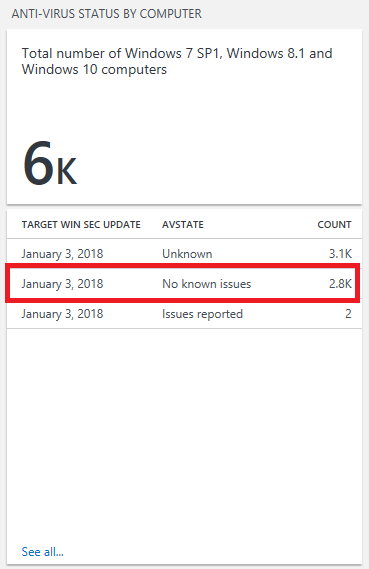 ANTI-VIRUS STATUS BY COMPUTER
Total number of Windows 7 SP1, Windows 8.1 and
Windows 10 computers
6K
TARGET WIN SEC UPDATE AVSTATE COUNT
January 3, 2018 Unknown 3.1K
January 3, 2018 No known issues 2.8K
January 3, 2018 Issues reported 2
See all...